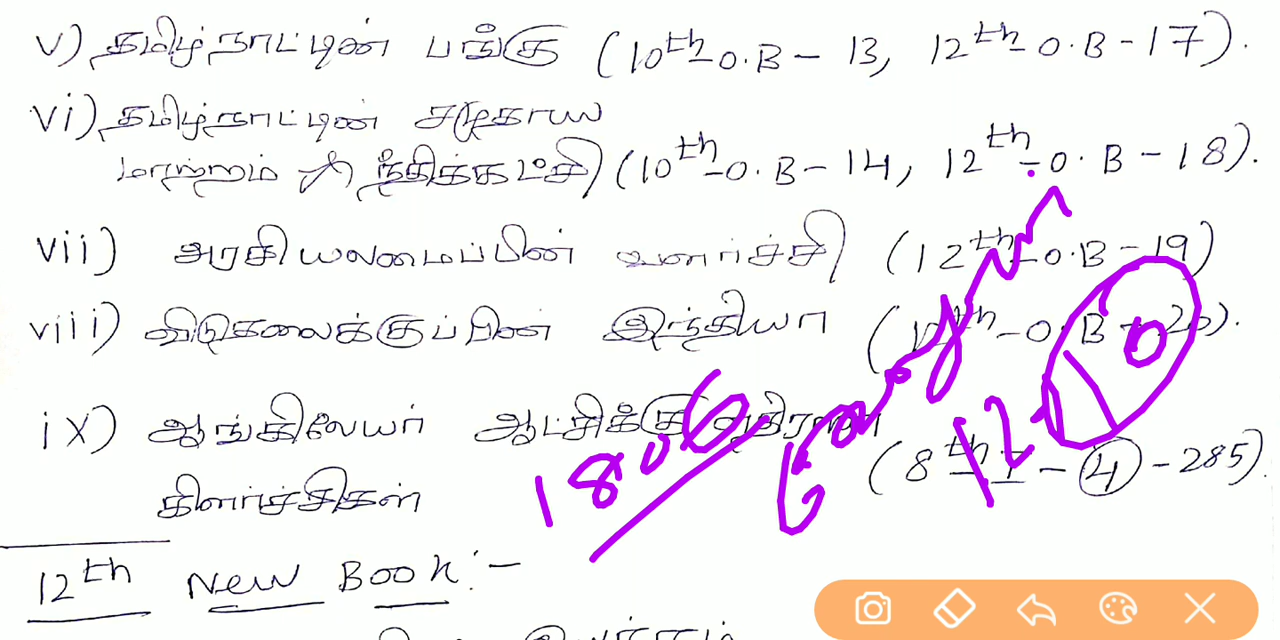 v) தமிழ்நாட்டின் பங்கு (10th-O.B - 13, 12th-O.B-17).
vi) தமிழ்நாட்டின் சமுதாய
மாற்றம் நீதிக்கட்சி) (10th-O.B-14, 12th-O.B-18).
vii) அரசியலமைப்பின் வளர்ச்சி (12th-O.B-19)
viii) விடுதலைக்குப்பின் இந்தியா (12th-O.B-20).
ix) ஆங்கிலேயர் ஆட்சிக்கு எதிரான
கிளர்ச்சிகள் (8th-I-4-285)
1806
12th New Book:-